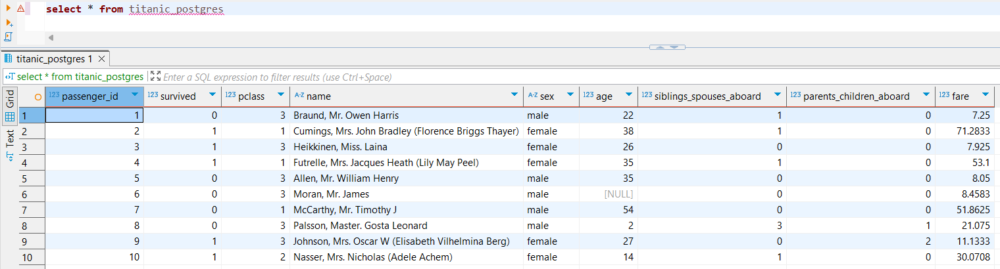 select * from titanic_postgres
titanic_postgres 1
select * from titanic_postgres Enter a SQL expression to filter results (use Ctrl+Space)
Grid
Text
123 passenger_id 123 survived 123 pclass A-Z name A-Z sex 123 age 123 siblings_spouses_aboard 123 parents_children_aboard 123 fare
1 1 0 3 Braund, Mr. Owen Harris male 22 1 0 7.25
2 2 1 1 Cumings, Mrs. John Bradley (Florence Briggs Thayer) female 38 1 0 71.2833
3 3 1 3 Heikkinen, Miss. Laina female 26 0 0 7.925
4 4 1 1 Futrelle, Mrs. Jacques Heath (Lily May Peel) female 35 1 0 53.1
5 5 0 3 Allen, Mr. William Henry male 35 0 0 8.05
6 6 0 3 Moran, Mr. James male [NULL] 0 0 8.4583
7 7 0 1 McCarthy, Mr. Timothy J male 54 0 0 51.8625
8 8 0 3 Palsson, Master. Gosta Leonard male 2 3 1 21.075
9 9 1 3 Johnson, Mrs. Oscar W (Elisabeth Vilhelmina Berg) female 27 0 2 11.1333
10 10 1 2 Nasser, Mrs. Nicholas (Adele Achem) female 14 1 0 30.0708